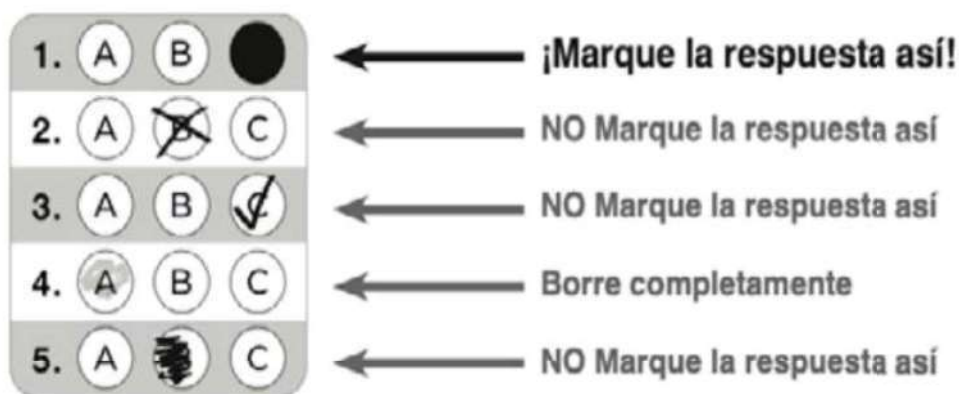 1. A B ¡Marque la respuesta así!
2. A B C NO Marque la respuesta así
3. A B C NO Marque la respuesta así
4. A B C Borre completamente
5. A C NO Marque la respuesta así